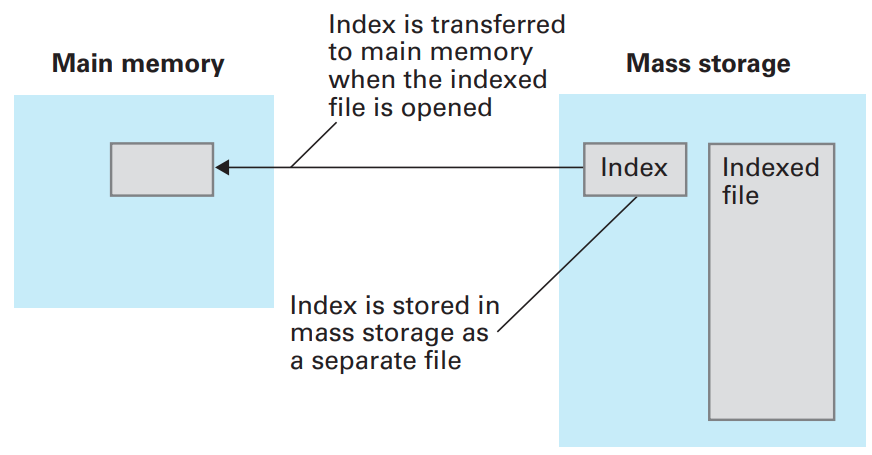 Index is transferred
to main memory
when the indexed
file is opened
Main memory
Mass storage
Index
Indexed
file
Index is stored in
mass storage as
a separate file